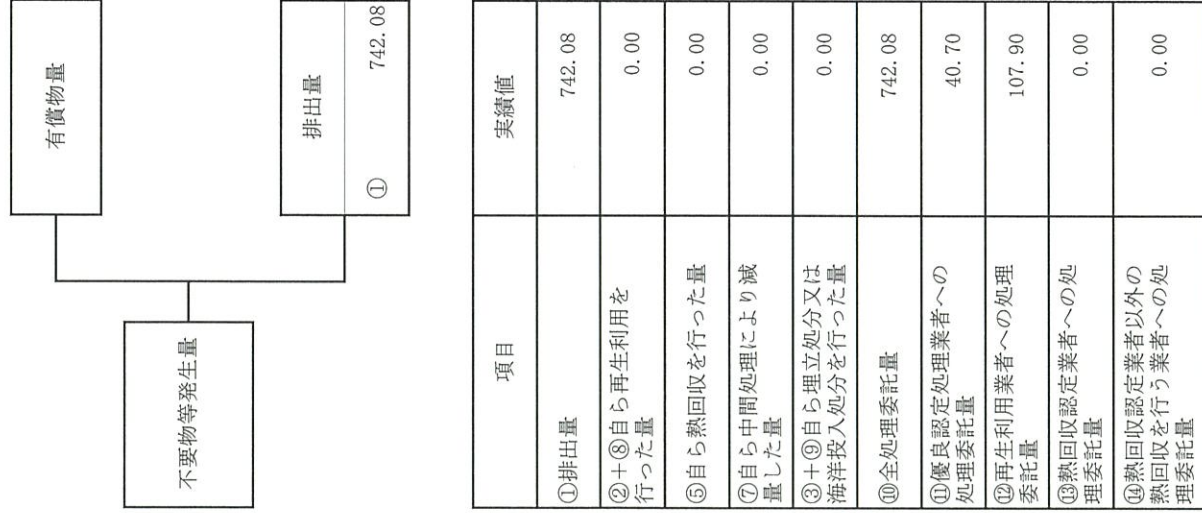 不要物等発生量
有償物量
排出量
① 742.08
項目 実績値
①排出量 742.08
②+⑧自ら再生利用を
行った量 0.00
⑤自ら熱回収を行った量 0.00
⑦自ら中間処理により減
量した量 0.00
③+⑨自ら埋立処分又は
海洋投入処分を行った量 0.00
⑩全処理委託量 742.08
⑪優良認定処理業者への
処理委託量 40.70
⑫再生利用業者への処理
委託量 107.90
⑬熱回収認定業者への処
理委託量 0.00
⑭熱回収認定業者以外の
熱回収を行う業者への処
理委託量 0.00